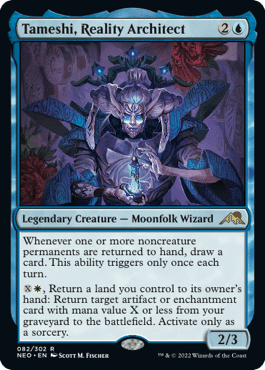 Tameshi, Reality Architect 2
Legendary Creature — Moonfolk Wizard
Whenever one or more noncreature
permanents are returned to hand, draw a
card. This ability triggers only once each
turn.
X, Return a land you control to its owner's
hand: Return target artifact or enchantment
card with mana value X or less from your
graveyard to the battlefield. Activate only as
a sorcery.
2/3
082/302 R
NEO • EN SCOTT M. FISCHER
™ & © 2022 Wizards of the Coast